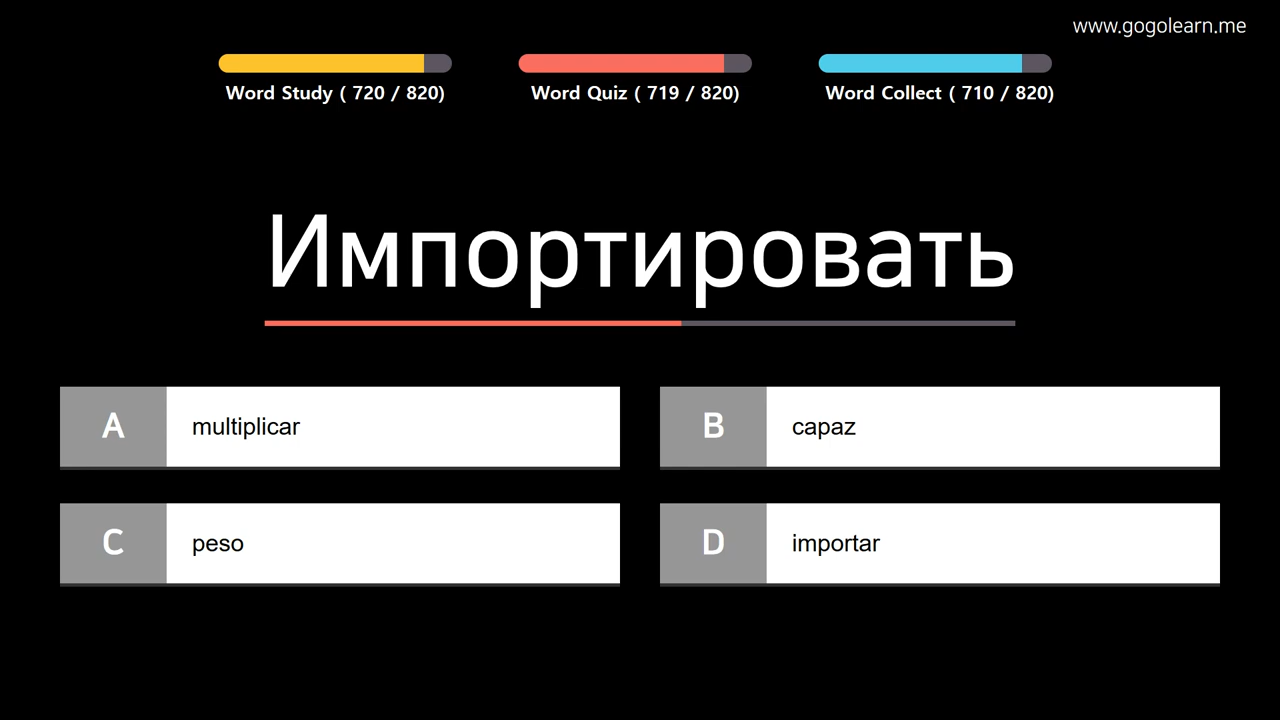 www.gogolearn.me
Word Study ( 720 / 820)
Word Quiz ( 719 / 820)
Word Collect ( 710 / 820)
Импортировать
A multiplicar
B capaz
C peso
D importar